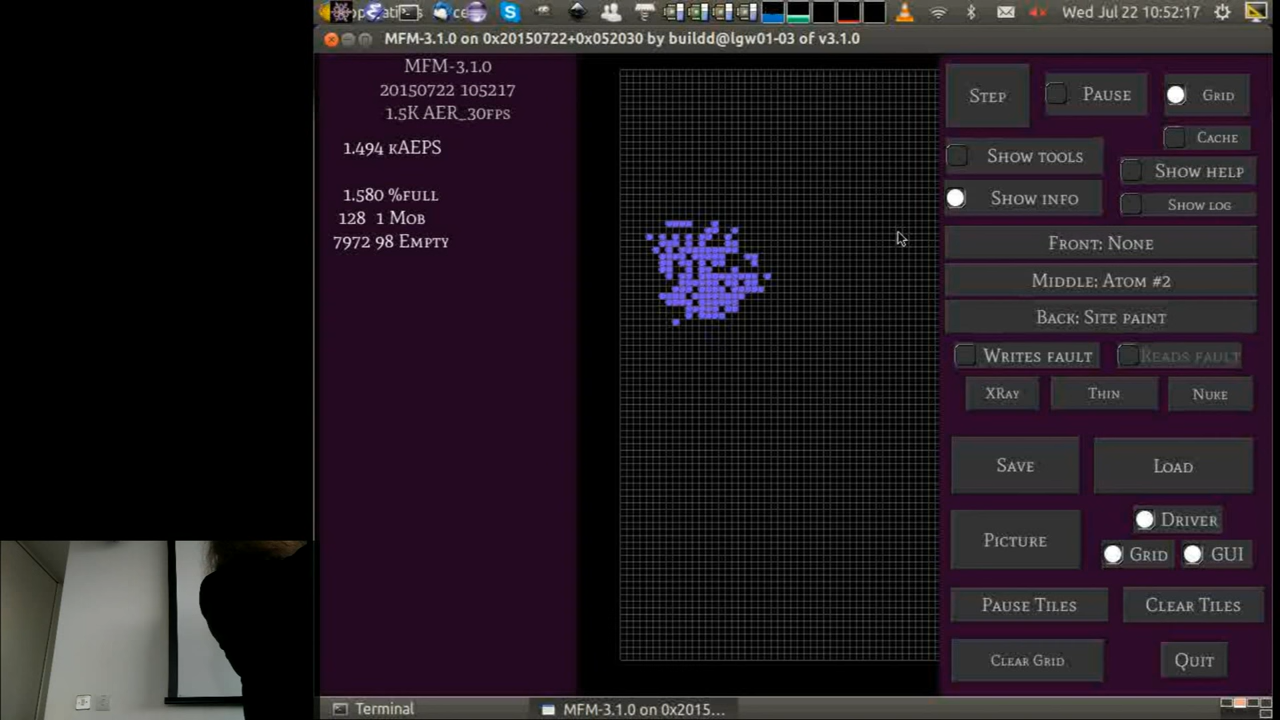 Wed Jul 22 10:52:17
MFM-3.1.0 on 0x20150722+0x052030 by buildd@lgw01-03 of v3.1.0
MFM-3.1.0
20150722 105217
1.5K AER_30FPS
1.494 KAEPS
1.580 %FULL
128 1 MOB
7972 98 EMPTY
STEP
PAUSE
GRID
CACHE
SHOW TOOLS
SHOW HELP
SHOW INFO
SHOW LOG
FRONT: NONE
MIDDLE: ATOM #2
BACK: SITE PAINT
WRITES FAULT
READS FAULT
XRAY
THIN
NUKE
SAVE
LOAD
PICTURE
DRIVER
GRID
GUI
PAUSE TILES
CLEAR TILES
CLEAR GRID
QUIT
Terminal
MFM-3.1.0 on 0x2015...